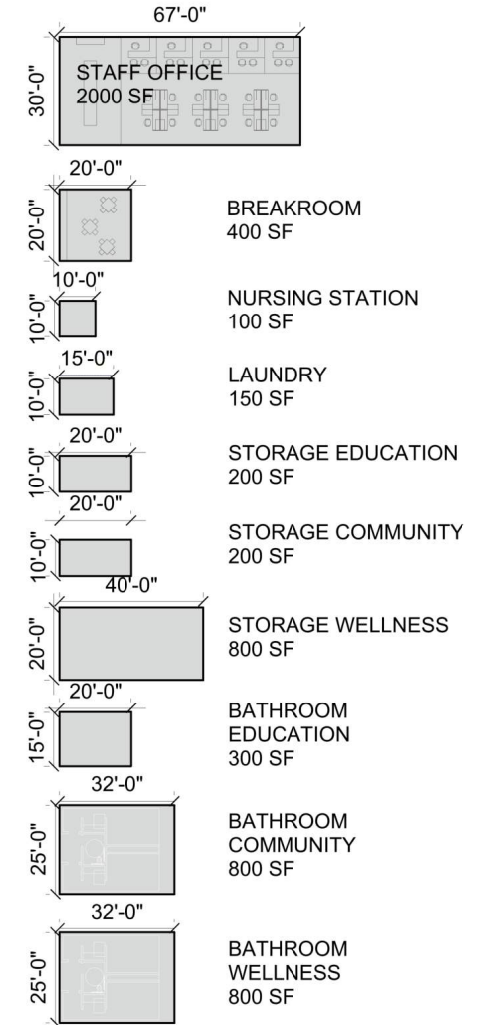 67'-0"
30'-0"
STAFF OFFICE
2000 SF
20'-0"
20'-0"
BREAKROOM
400 SF
10'-0"
10'-0"
NURSING STATION
100 SF
15'-0"
10'-0"
LAUNDRY
150 SF
20'-0"
10'-0"
STORAGE EDUCATION
200 SF
20'-0"
10'-0"
STORAGE COMMUNITY
200 SF
40'-0"
20'-0"
STORAGE WELLNESS
800 SF
20'-0"
15'-0"
BATHROOM
EDUCATION
300 SF
32'-0"
25'-0"
BATHROOM
COMMUNITY
800 SF
32'-0"
25'-0"
BATHROOM
WELLNESS
800 SF